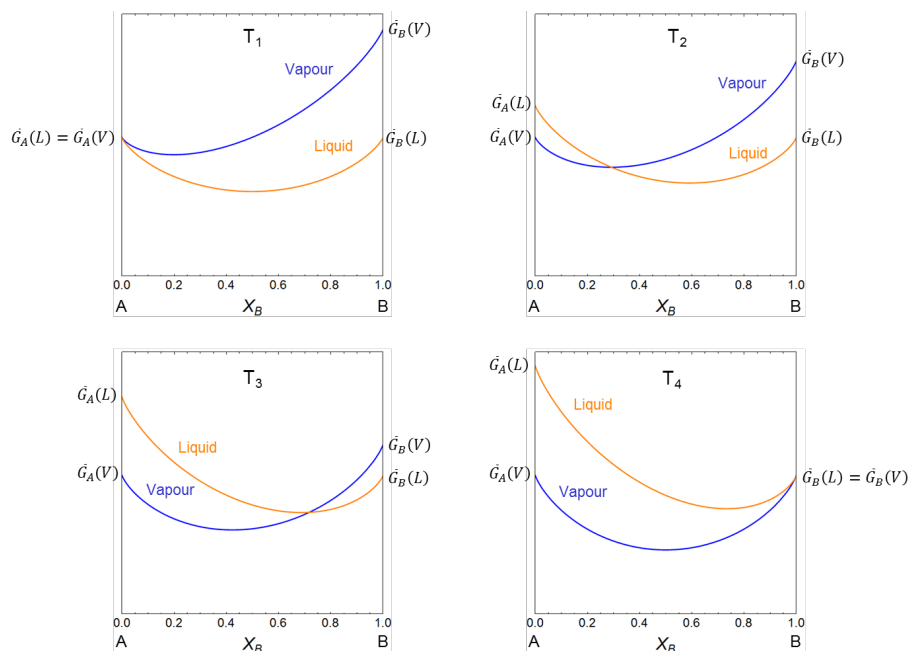 T₁
Vapour
Liquid
Ġ_A(L) = Ġ_A(V)
Ġ_B(V)
Ġ_B(L)
0.0 0.2 0.4 0.6 0.8 1.0
A X_B B
T₂
Vapour
Liquid
Ġ_A(L)
Ġ_A(V)
Ġ_B(V)
Ġ_B(L)
0.0 0.2 0.4 0.6 0.8 1.0
A X_B B
T₃
Liquid
Vapour
Ġ_A(L)
Ġ_A(V)
Ġ_B(V)
Ġ_B(L)
0.0 0.2 0.4 0.6 0.8 1.0
A X_B B
T₄
Liquid
Vapour
Ġ_A(L)
Ġ_A(V)
Ġ_B(L) = Ġ_B(V)
0.0 0.2 0.4 0.6 0.8 1.0
A X_B B